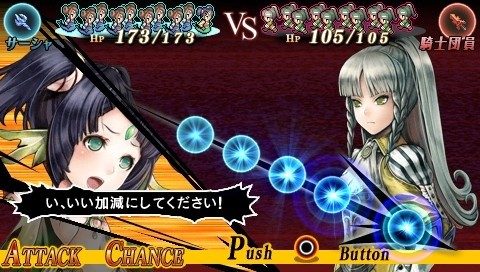 サーシャ
HP 173/173
VS
HP 105/105
騎士団員
い、いい加減にしてください!
ATTACK CHANCE
Push Button